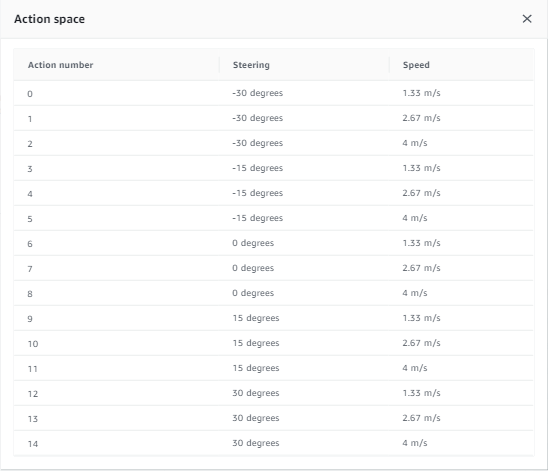 Action space
Action number Steering Speed
0 -30 degrees 1.33 m/s
1 -30 degrees 2.67 m/s
2 -30 degrees 4 m/s
3 -15 degrees 1.33 m/s
4 -15 degrees 2.67 m/s
5 -15 degrees 4 m/s
6 0 degrees 1.33 m/s
7 0 degrees 2.67 m/s
8 0 degrees 4 m/s
9 15 degrees 1.33 m/s
10 15 degrees 2.67 m/s
11 15 degrees 4 m/s
12 30 degrees 1.33 m/s
13 30 degrees 2.67 m/s
14 30 degrees 4 m/s